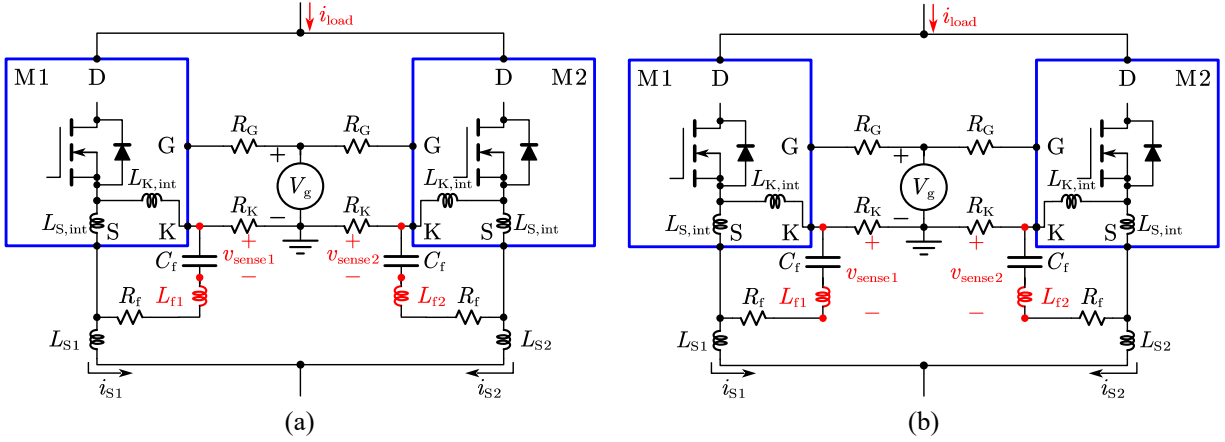 i_load
M1 D D M2
G R_G + R_G G
V_g
L_K,int L_K,int
R_K − R_K
L_S,int S K K S L_S,int
C_f + v_sense1 − + v_sense2 − C_f
R_f L_f1 L_f2 R_f
L_S1 L_S2
i_S1 i_S2
(a)
i_load
M1 D D M2
G R_G + R_G G
V_g
L_K,int L_K,int
R_K − R_K
L_S,int S K K S L_S,int
C_f + v_sense1 − + v_sense2 − C_f
R_f L_f1 L_f2 R_f
L_S1 L_S2
i_S1 i_S2
(b)